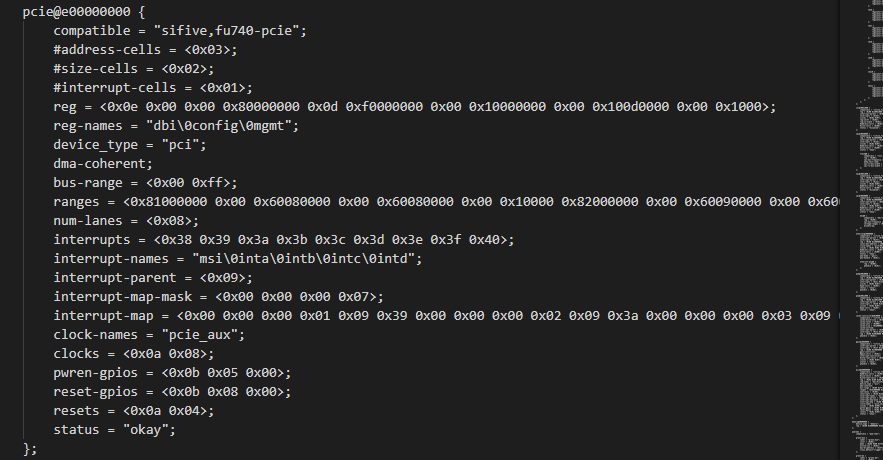 pcie@e00000000 {
compatible = "sifive,fu740-pcie";
#address-cells = <0x03>;
#size-cells = <0x02>;
#interrupt-cells = <0x01>;
reg = <0x0e 0x00 0x00 0x80000000 0x0d 0xf0000000 0x00 0x10000000 0x00 0x100d0000 0x00 0x1000>;
reg-names = "dbi\0config\0mgmt";
device_type = "pci";
dma-coherent;
bus-range = <0x00 0xff>;
ranges = <0x81000000 0x00 0x60080000 0x00 0x60080000 0x00 0x10000 0x82000000 0x00 0x60090000 0x00 0x60
num-lanes = <0x08>;
interrupts = <0x38 0x39 0x3a 0x3b 0x3c 0x3d 0x3e 0x3f 0x40>;
interrupt-names = "msi\0inta\0intb\0intc\0intd";
interrupt-parent = <0x09>;
interrupt-map-mask = <0x00 0x00 0x00 0x07>;
interrupt-map = <0x00 0x00 0x00 0x01 0x09 0x39 0x00 0x00 0x00 0x02 0x09 0x3a 0x00 0x00 0x00 0x03 0x09
clock-names = "pcie_aux";
clocks = <0x0a 0x08>;
pwren-gpios = <0x0b 0x05 0x00>;
reset-gpios = <0x0b 0x08 0x00>;
resets = <0x0a 0x04>;
status = "okay";
};